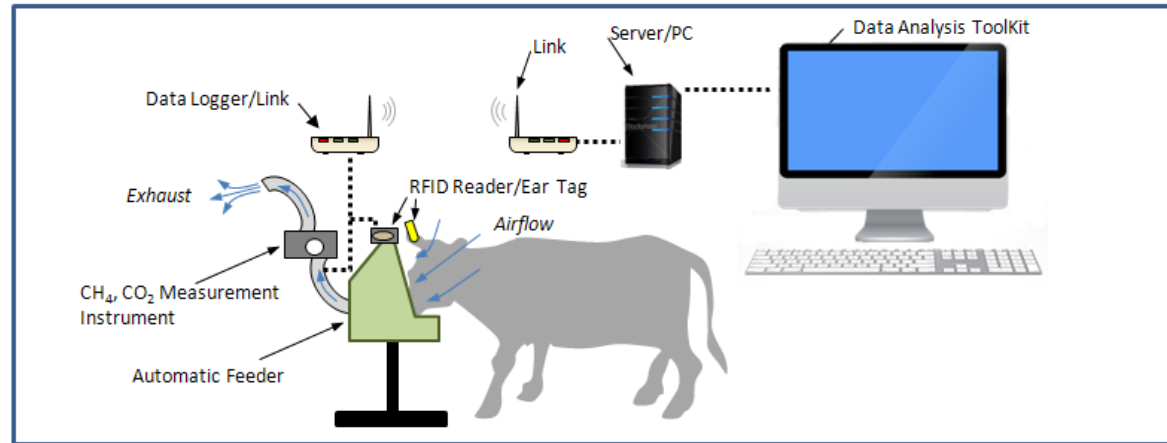 Data Analysis ToolKit
Server/PC
Link
Data Logger/Link
RFID Reader/Ear Tag
Exhaust
Airflow
CH₄, CO₂ Measurement
Instrument
Automatic Feeder